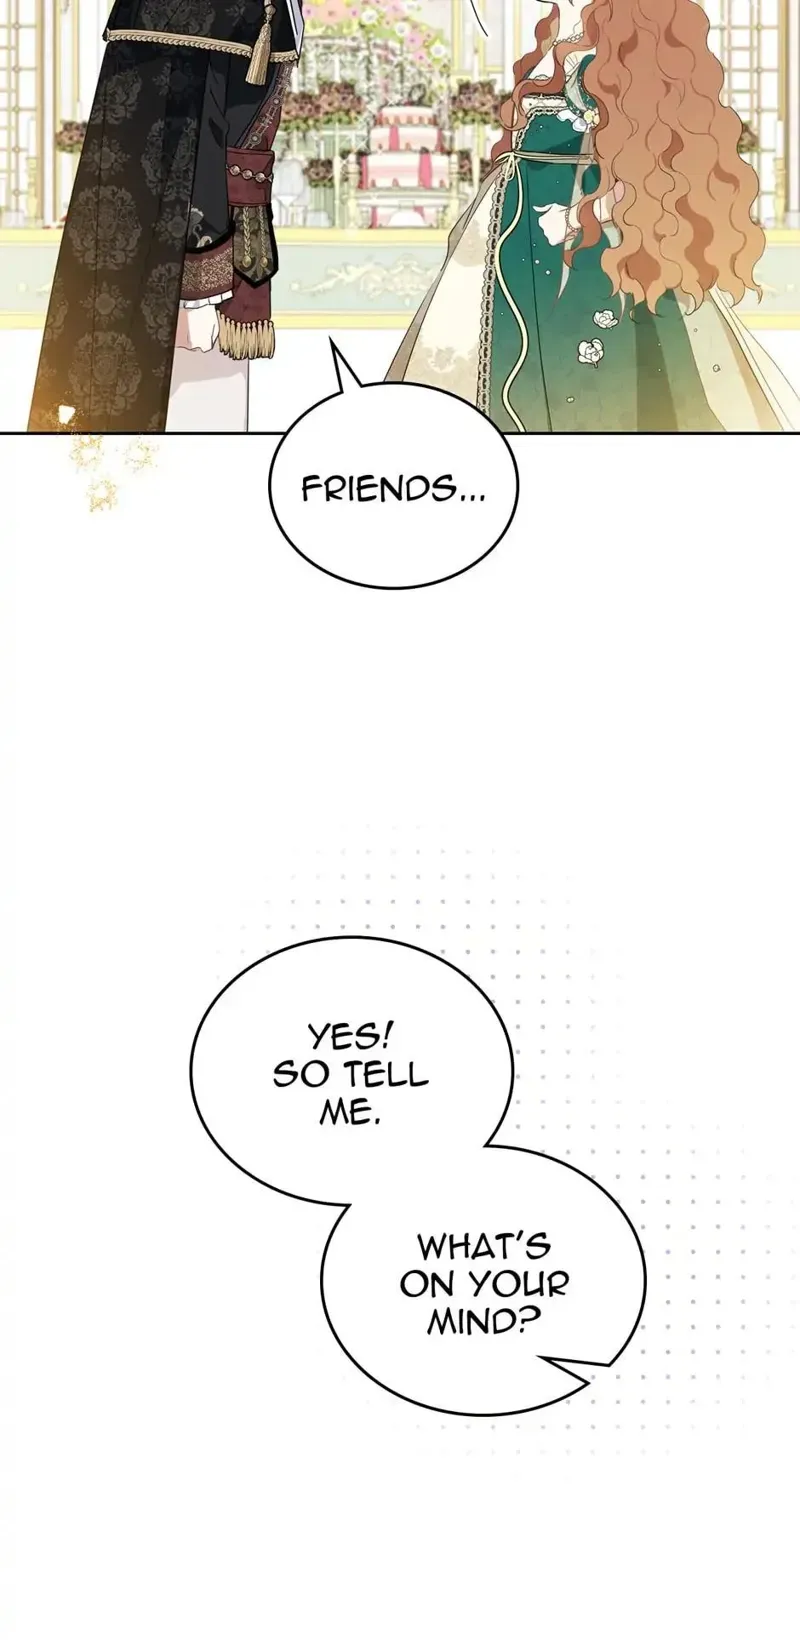 FRIENDS...
YES!
SO TELL
ME.
WHAT'S
ON YOUR
MIND?